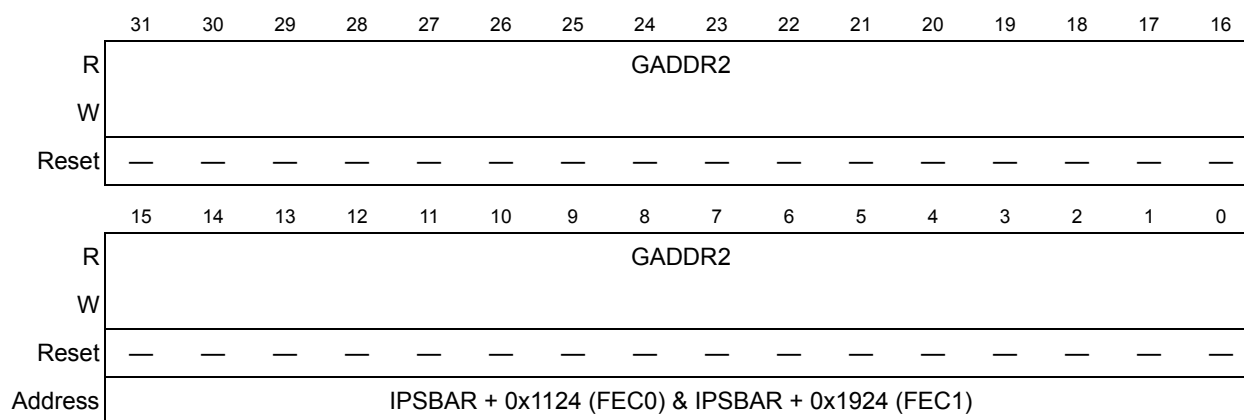 31 30 29 28 27 26 25 24 23 22 21 20 19 18 17 16
R GADDR2
W
Reset — — — — — — — — — — — — — — — —
15 14 13 12 11 10 9 8 7 6 5 4 3 2 1 0
R GADDR2
W
Reset — — — — — — — — — — — — — — — —
Address IPSBAR + 0x1124 (FEC0) & IPSBAR + 0x1924 (FEC1)